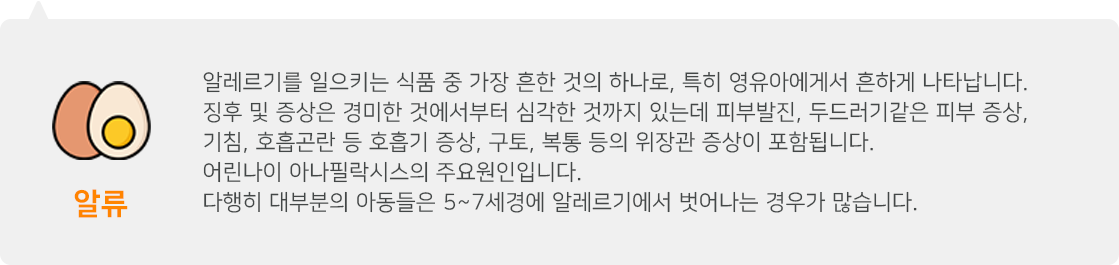 알레르기를 일으키는 식품 중 가장 흔한 것의 하나로, 특히 영유아에게서 흔하게 나타납니다.
징후 및 증상은 경미한 것에서부터 심각한 것까지 있는데 피부발진, 두드러기같은 피부 증상,
기침, 호흡곤란 등 호흡기 증상, 구토, 복통 등의 위장관 증상이 포함됩니다.
어린나이 아나필락시스의 주요원인입니다.
다행히 대부분의 아동들은 5~7세경에 알레르기에서 벗어나는 경우가 많습니다.
알류